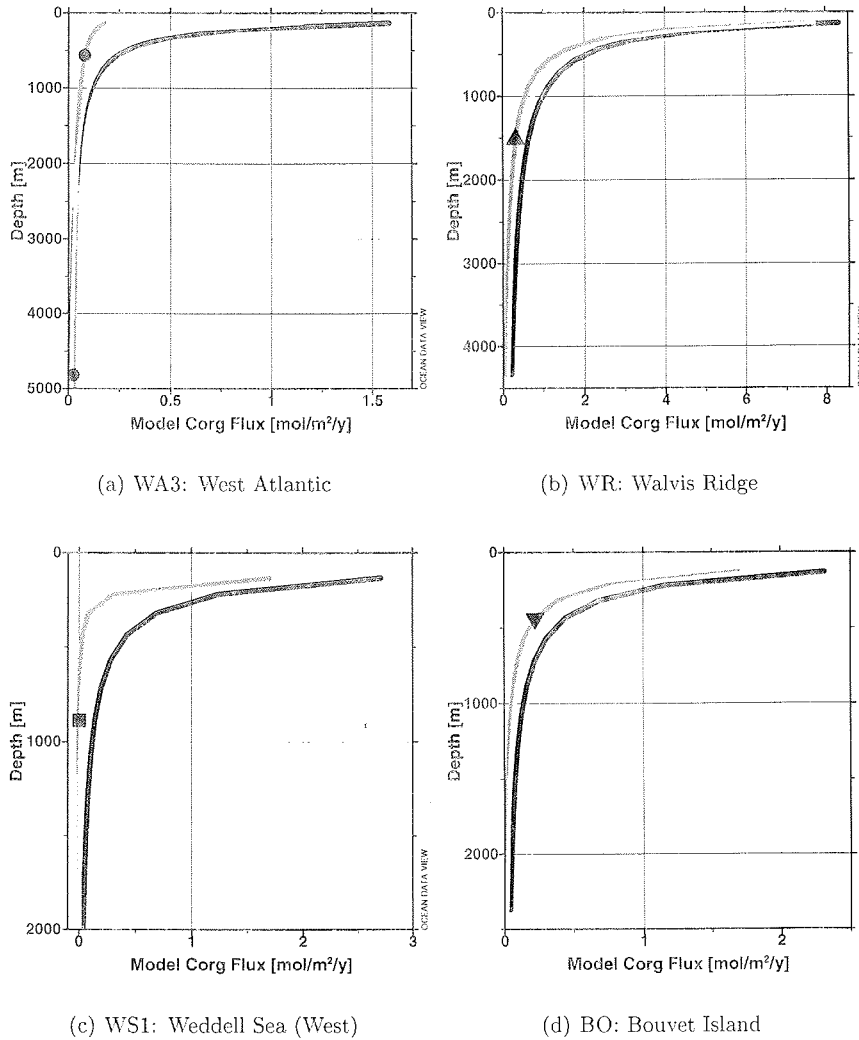 0
1000
2000
3000
4000
5000
Depth [m]
0
0.5
1
1.5
Model Corg Flux [mol/m²/y]
OCEAN DATA VIEW
(a) WA3: West Atlantic
0
1000
2000
3000
4000
Depth [m]
0
2
4
6
8
Model Corg Flux [mol/m²/y]
OCEAN DATA VIEW
(b) WR: Walvis Ridge
0
1000
2000
Depth [m]
0
1
2
3
Model Corg Flux [mol/m²/y]
OCEAN DATA VIEW
(c) WS1: Weddell Sea (West)
0
1000
2000
Depth [m]
0
1
2
Model Corg Flux [mol/m²/y]
(d) BO: Bouvet Island